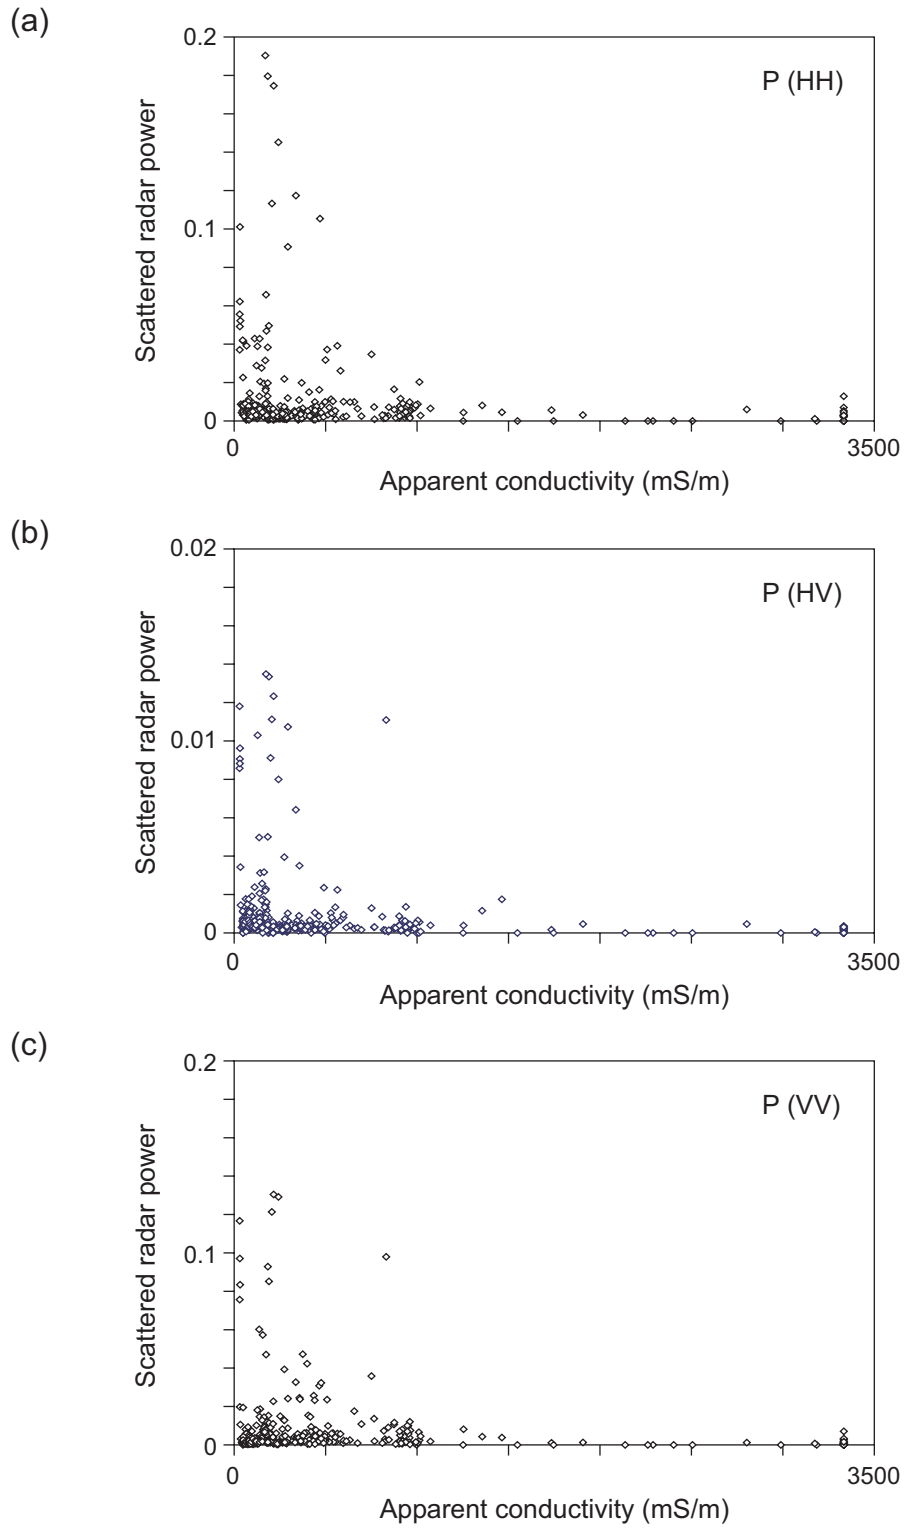 (a)
0.2
P (HH)
Scattered radar power
0.1
0
0
3500
Apparent conductivity (mS/m)
(b)
0.02
P (HV)
Scattered radar power
0.01
0
0
3500
Apparent conductivity (mS/m)
(c)
0.2
P (VV)
Scattered radar power
0.1
0
0
3500
Apparent conductivity (mS/m)